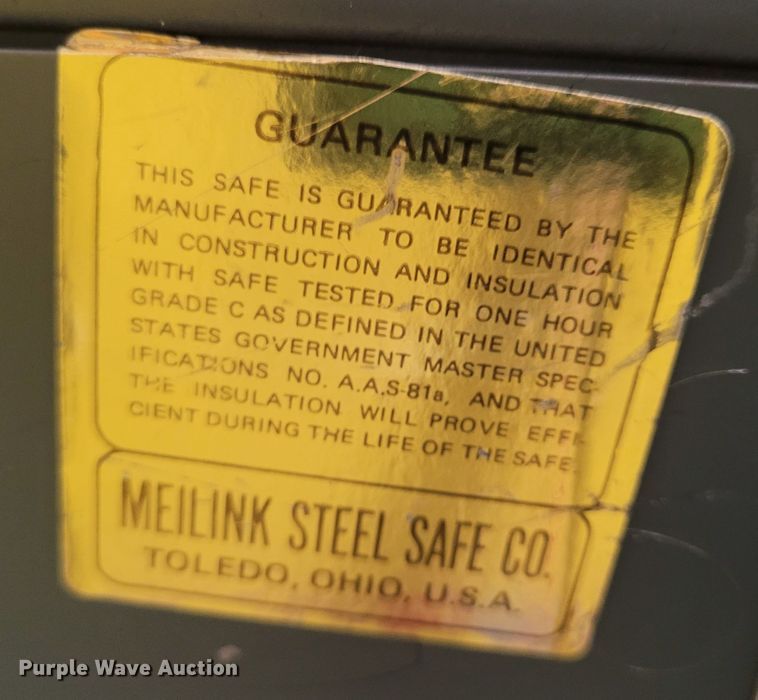 GUARANTEE
THIS SAFE IS GUARANTEED BY THE
MANUFACTURER TO BE IDENTICAL
IN CONSTRUCTION AND INSULATION
WITH SAFE TESTED FOR ONE HOUR
GRADE C AS DEFINED IN THE UNITED
STATES GOVERNMENT MASTER SPEC-
IFICATIONS NO. A.A.S-81a, AND THAT
THE INSULATION WILL PROVE EFFI-
CIENT DURING THE LIFE OF THE SAFE.
MEILINK STEEL SAFE CO.
TOLEDO, OHIO, U.S.A.
Purple Wave Auction